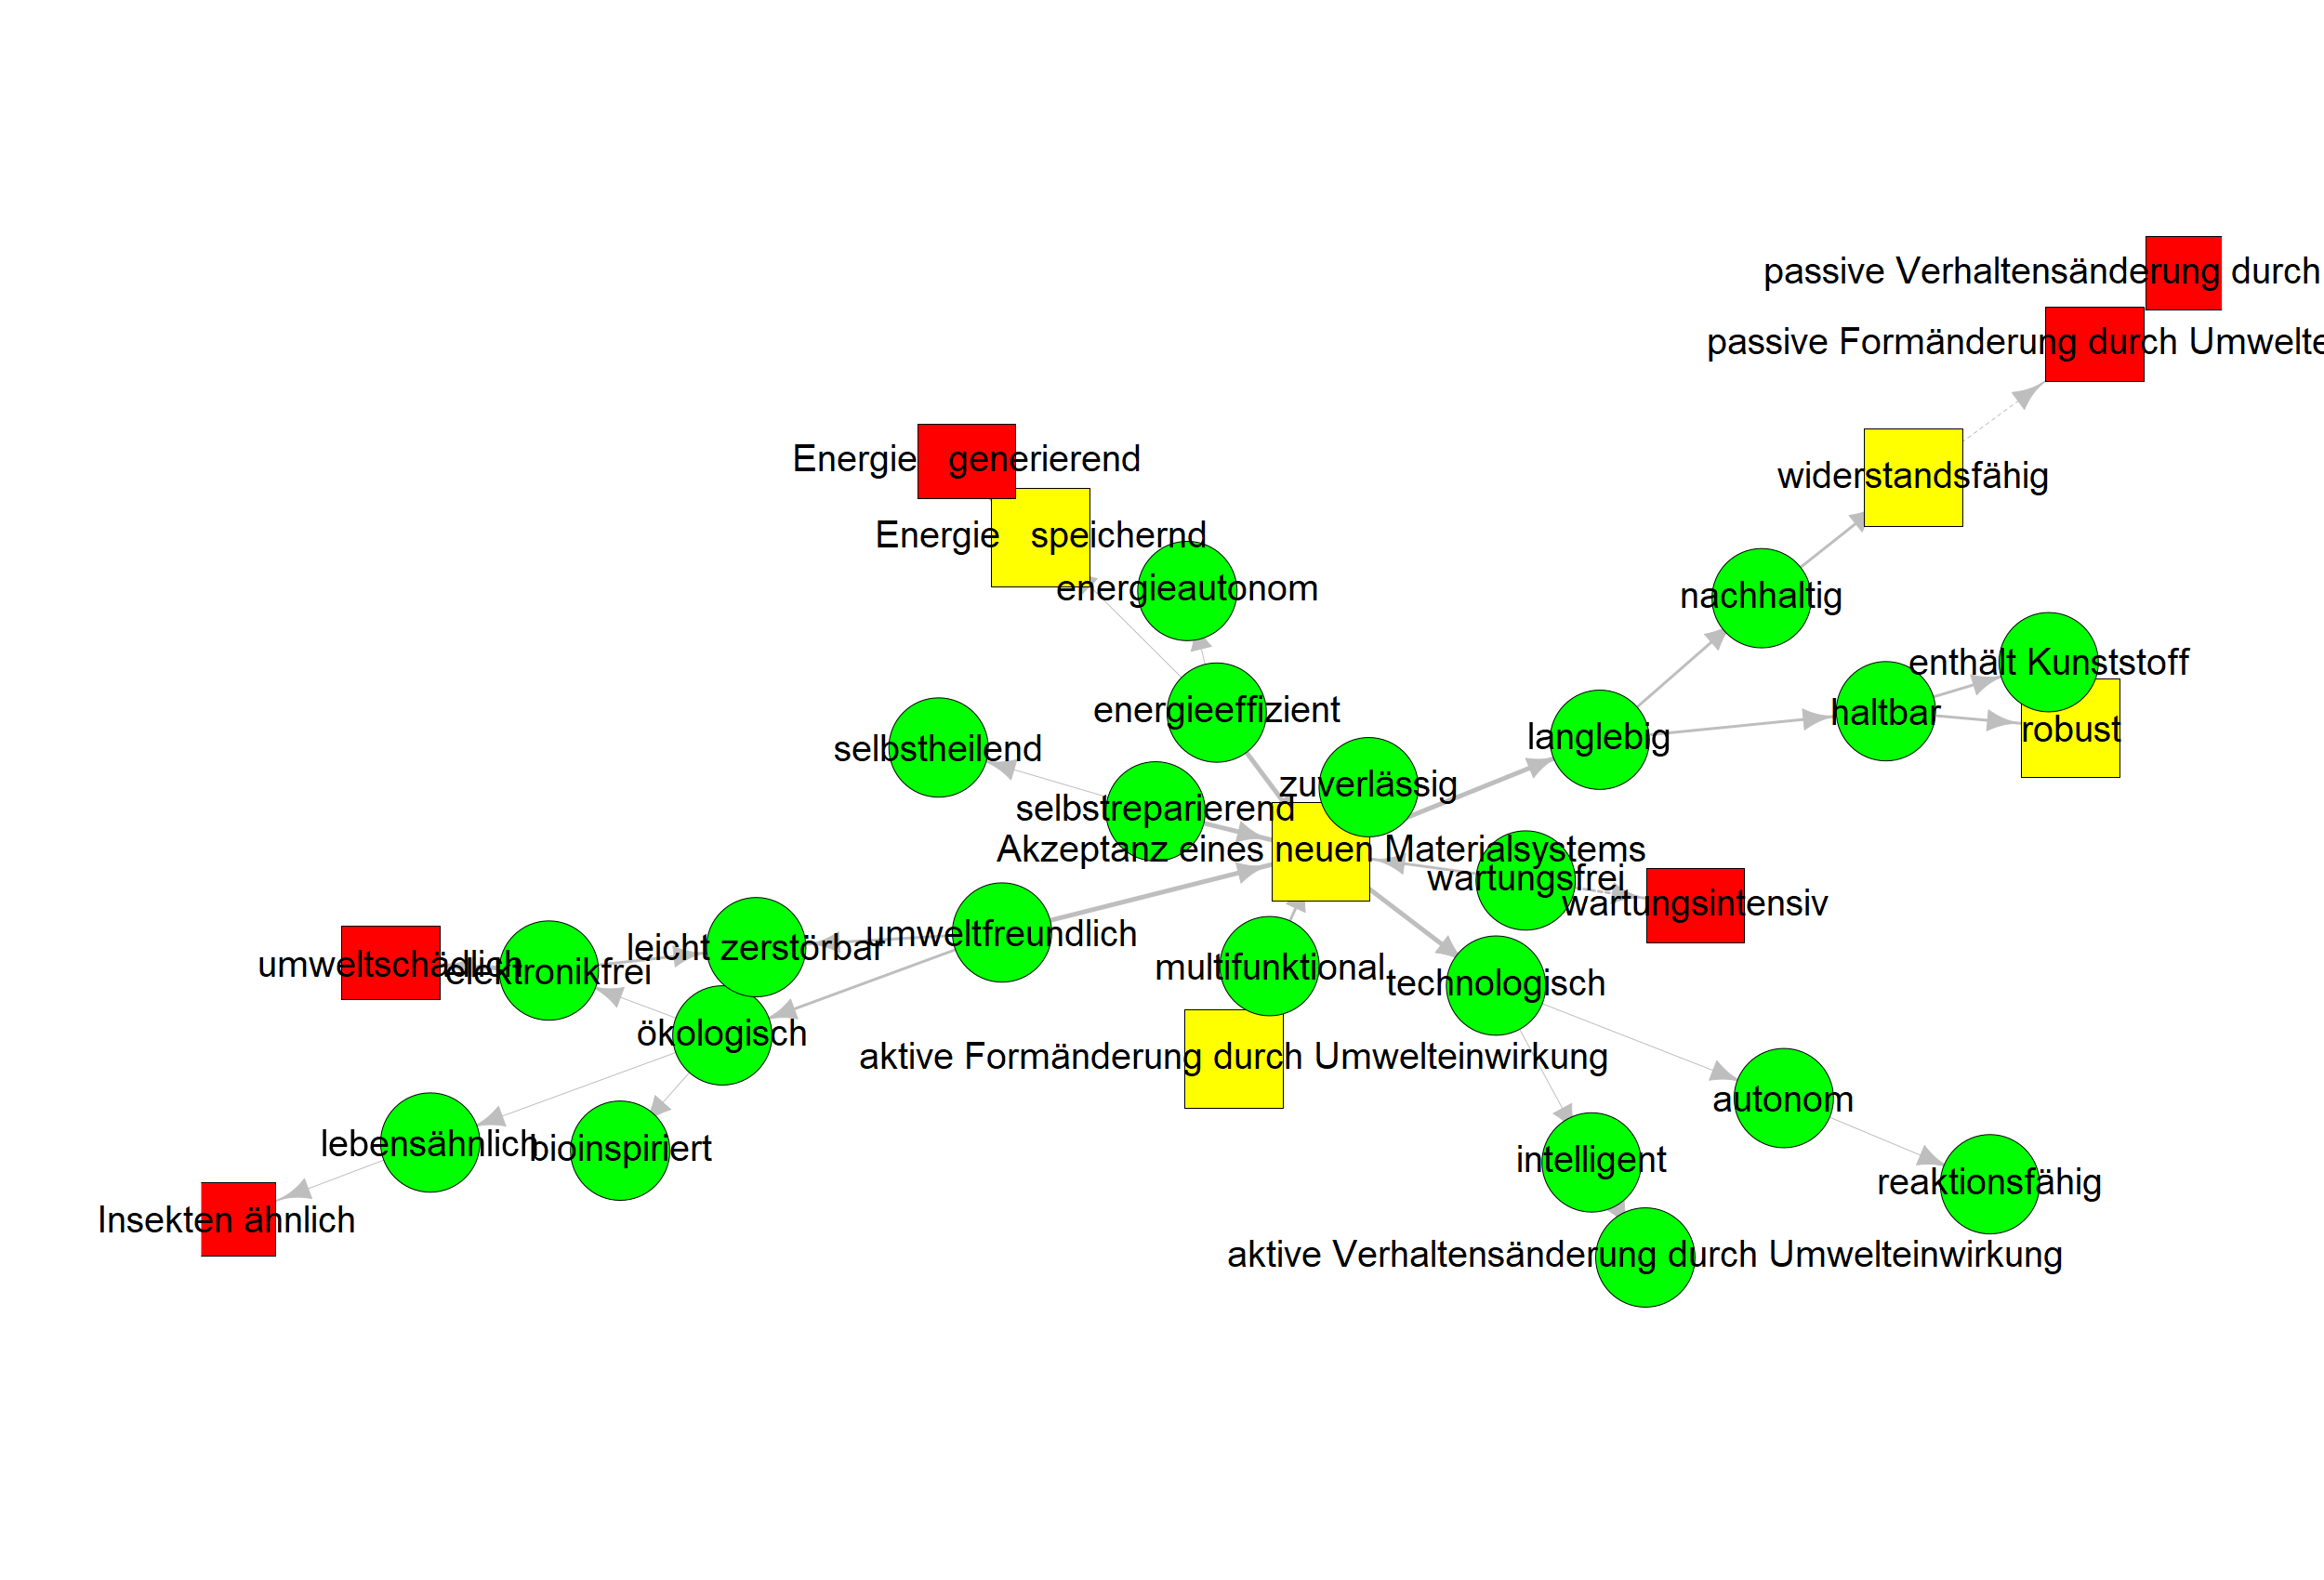 passive Verhaltensänderung durch
passive Formänderung durch Umwelte
Energie generierend
widerstandsfähig
Energie speichernd
energieautonom
nachhaltig
enthält Kunststoff
energieeffizient
haltbar
robust
langlebig
selbstheilend
zuverlässig
selbstreparierend
Akzeptanz eines neuen Materialsystems
wartungsfrei
wartungsintensiv
umweltfreundlich
leicht zerstörbar
umweltschädlich
elektronikfrei
multifunktional
technologisch
ökologisch
aktive Formänderung durch Umwelteinwirkung
autonom
lebensähnlich
bioinspiriert
intelligent
reaktionsfähig
Insekten ähnlich
aktive Verhaltensänderung durch Umwelteinwirkung